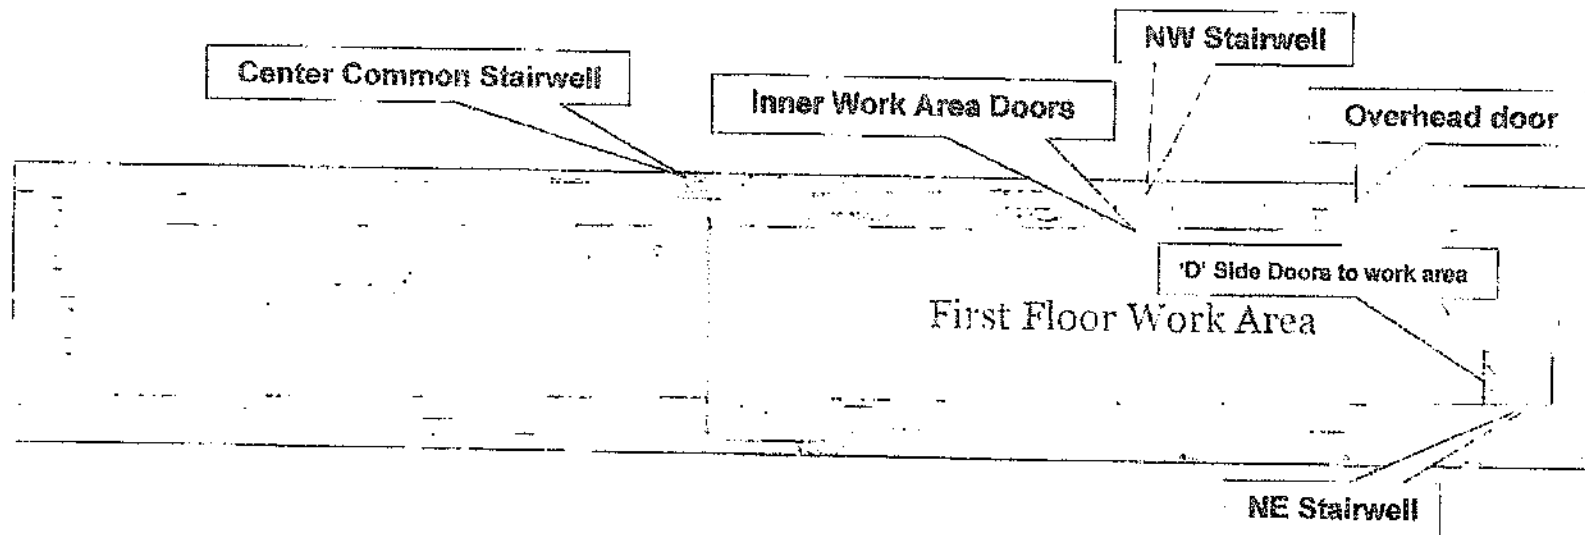 NW Stairwell
Center Common Stairwell
Inner Work Area Doors
Overhead door
'D' Side Doors to work area
First Floor Work Area
NE Stairwell